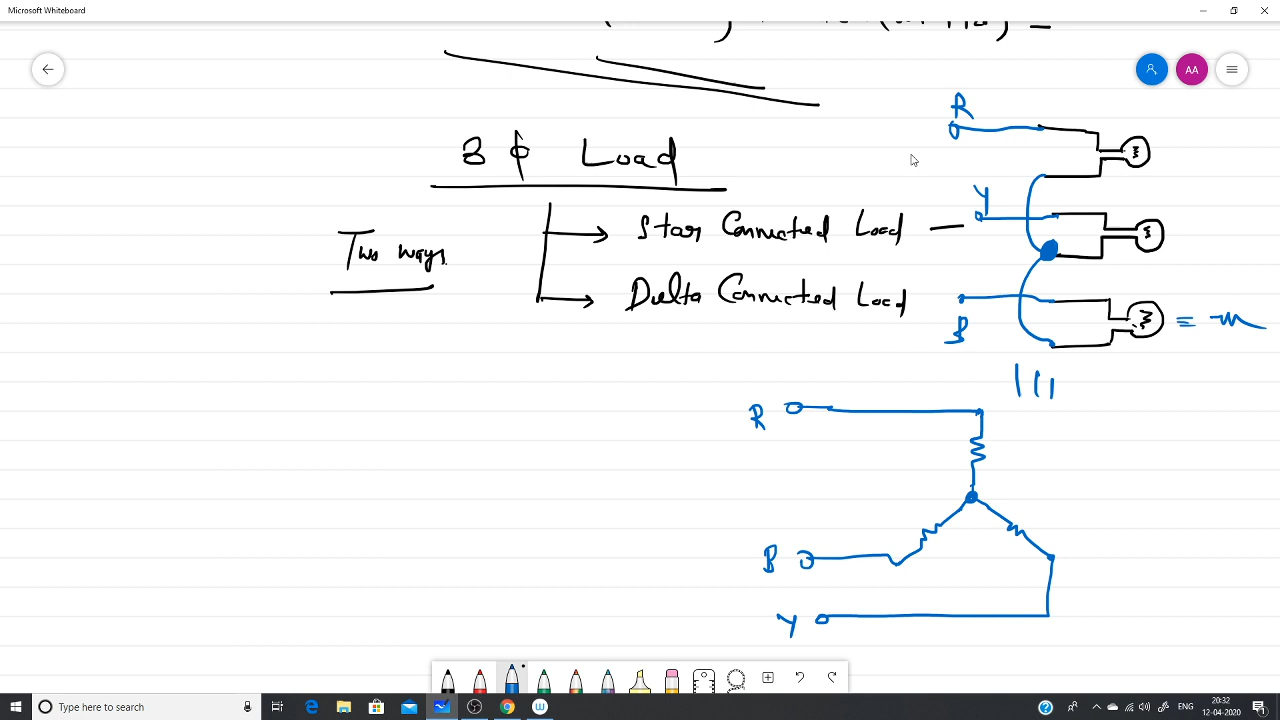 Microsoft Whiteboard
AA
R
3 ϕ Load
Y
Star Connected Load
Two ways
Delta Connected Load
B
=
R
B
Y
Type here to search
ENG
20:32
12-04-2020